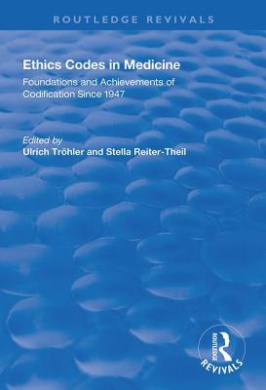 ROUTLEDGE REVIVALS
Ethics Codes in Medicine
Foundations and Achievements of
Codification Since 1947
Edited by
Ulrich Tröhler and Stella Reiter-Theil
R
ROUTLEDGE
REVIVALS